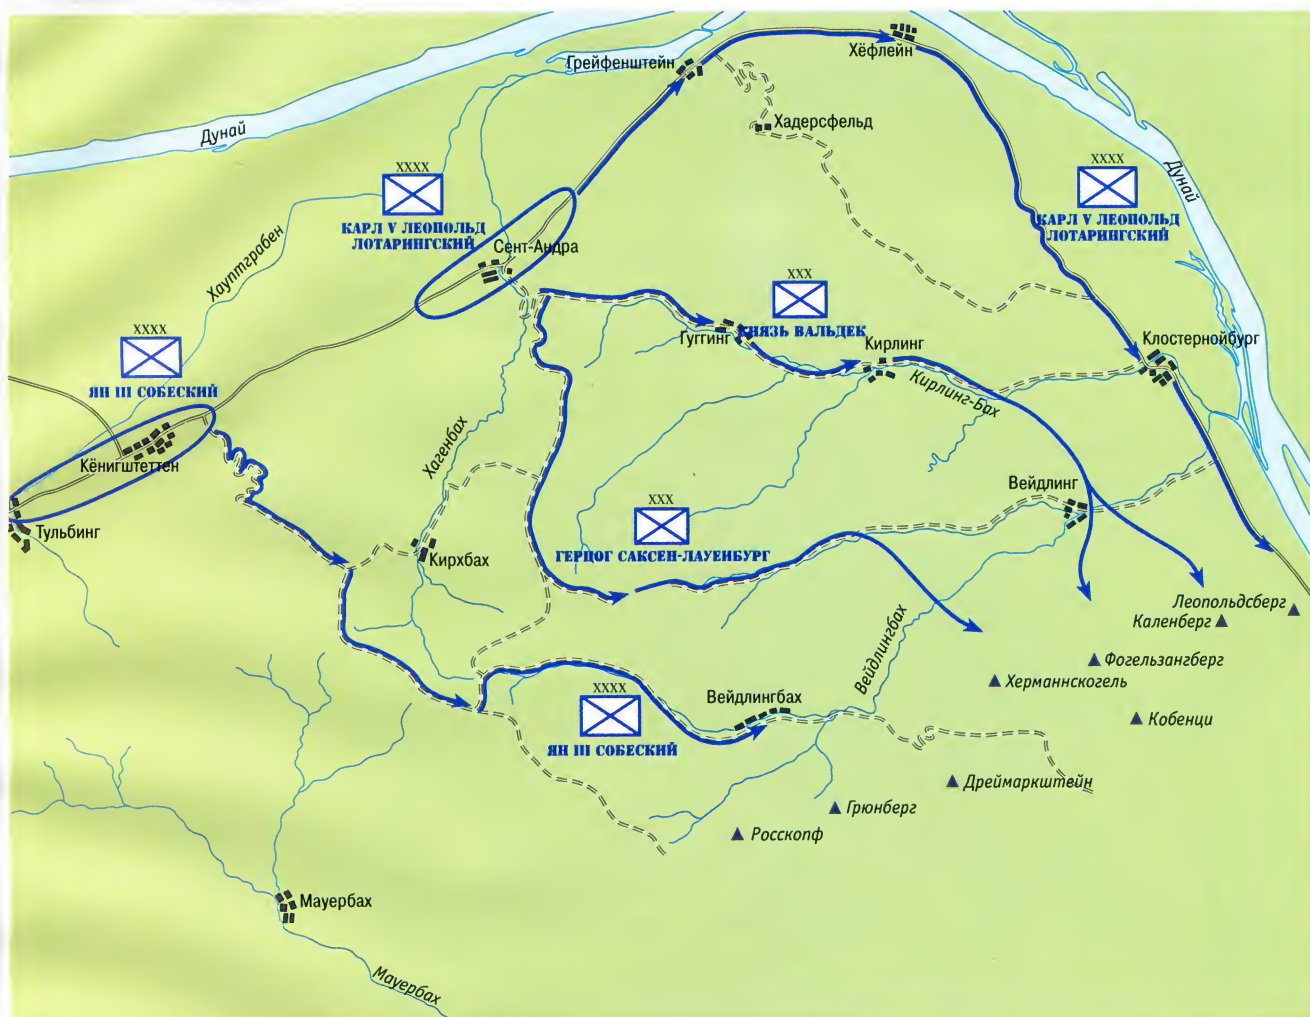 Хёфлейн
Грейфенштейн
Хадерсфельд
Дунай
XXXX
КАРЛ V ЛЕОПОЛЬД
ЛОТАРИНГСКИЙ
XXXX
КАРЛ V ЛЕОПОЛЬД
ЛОТАРИНГСКИЙ
Дунай
Сент-Андра
Хауптграбен
XXX
КНЯЗЬ ВАЛЬДЕК
Гуггинг
Кирлинг
Клостернойбург
XXXX
ЯН III СОБЕСКИЙ
Кирлинг-Бах
Кёнигштеттен
Хагенбах
Тульбинг
Вейдлинг
XXX
ГЕРЦОГ САКСЕН-ЛАУЕНБУРГ
Кирхбах
Леопольдсберг
Каленберг
Вейдлингбах
Фогельзангберг
Херманнскогель
XXXX
ЯН III СОБЕСКИЙ
Вейдлингбах
Кобенци
Дреймаркштейн
Грюнберг
Росскопф
Мауербах
Мауербах